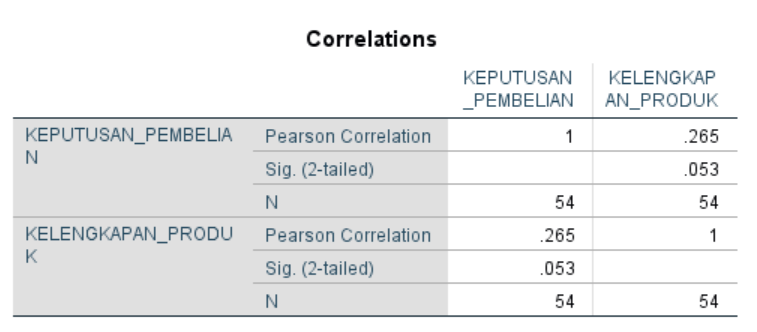 Correlations
KEPUTUSAN KELENGKAP
_PEMBELIAN AN_PRODUK
KEPUTUSAN_PEMBELIA Pearson Correlation 1 .265
N
Sig. (2-tailed) .053
N 54 54
KELENGKAPAN_PRODU Pearson Correlation .265 1
K
Sig. (2-tailed) .053
N 54 54